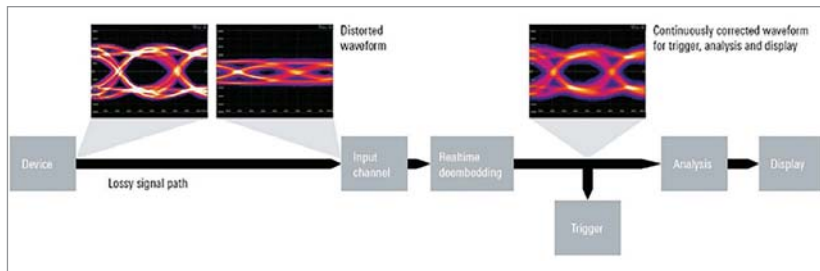 Distorted
waveform
Continuously corrected waveform
for trigger, analysis and display
Device
Lossy signal path
Input
channel
Realtime
deembedding
Analysis
Display
Trigger